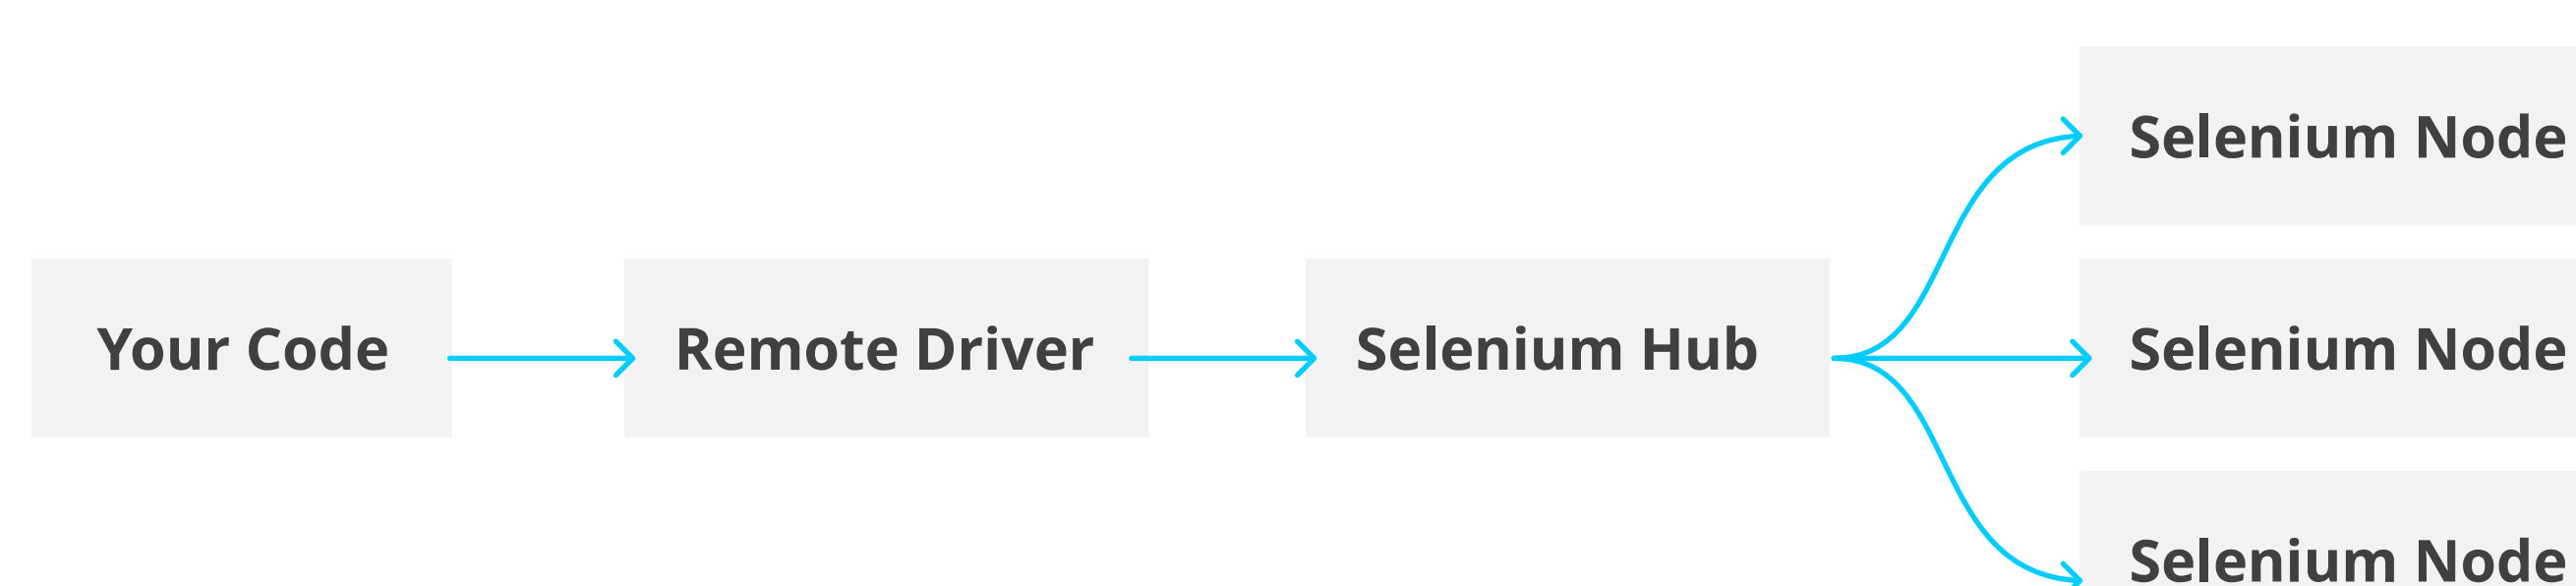 Selenium Node
Your Code
Remote Driver
Selenium Hub
Selenium Node
Selenium Node